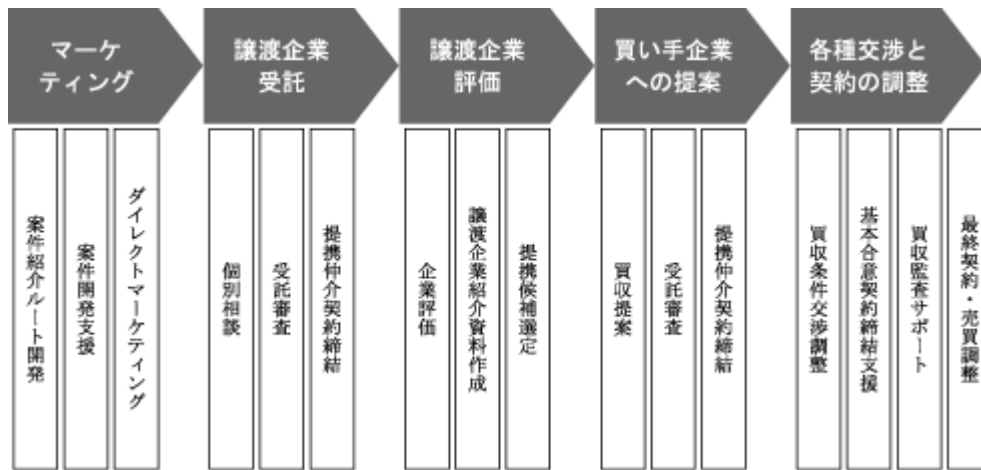 マーケ
ティング
譲渡企業
受託
譲渡企業
評価
買い手企業
への提案
各種交渉と
契約の調整
案件紹介ルート開発
案件開発支援
ダイレクトマーケティング
個別相談
受託審査
提携仲介契約締結
企業評価
譲渡企業紹介資料作成
提携候補選定
買収提案
受託審査
提携仲介契約締結
買収条件交渉調整
基本合意契約締結支援
買収監査サポート
最終契約・売買調整